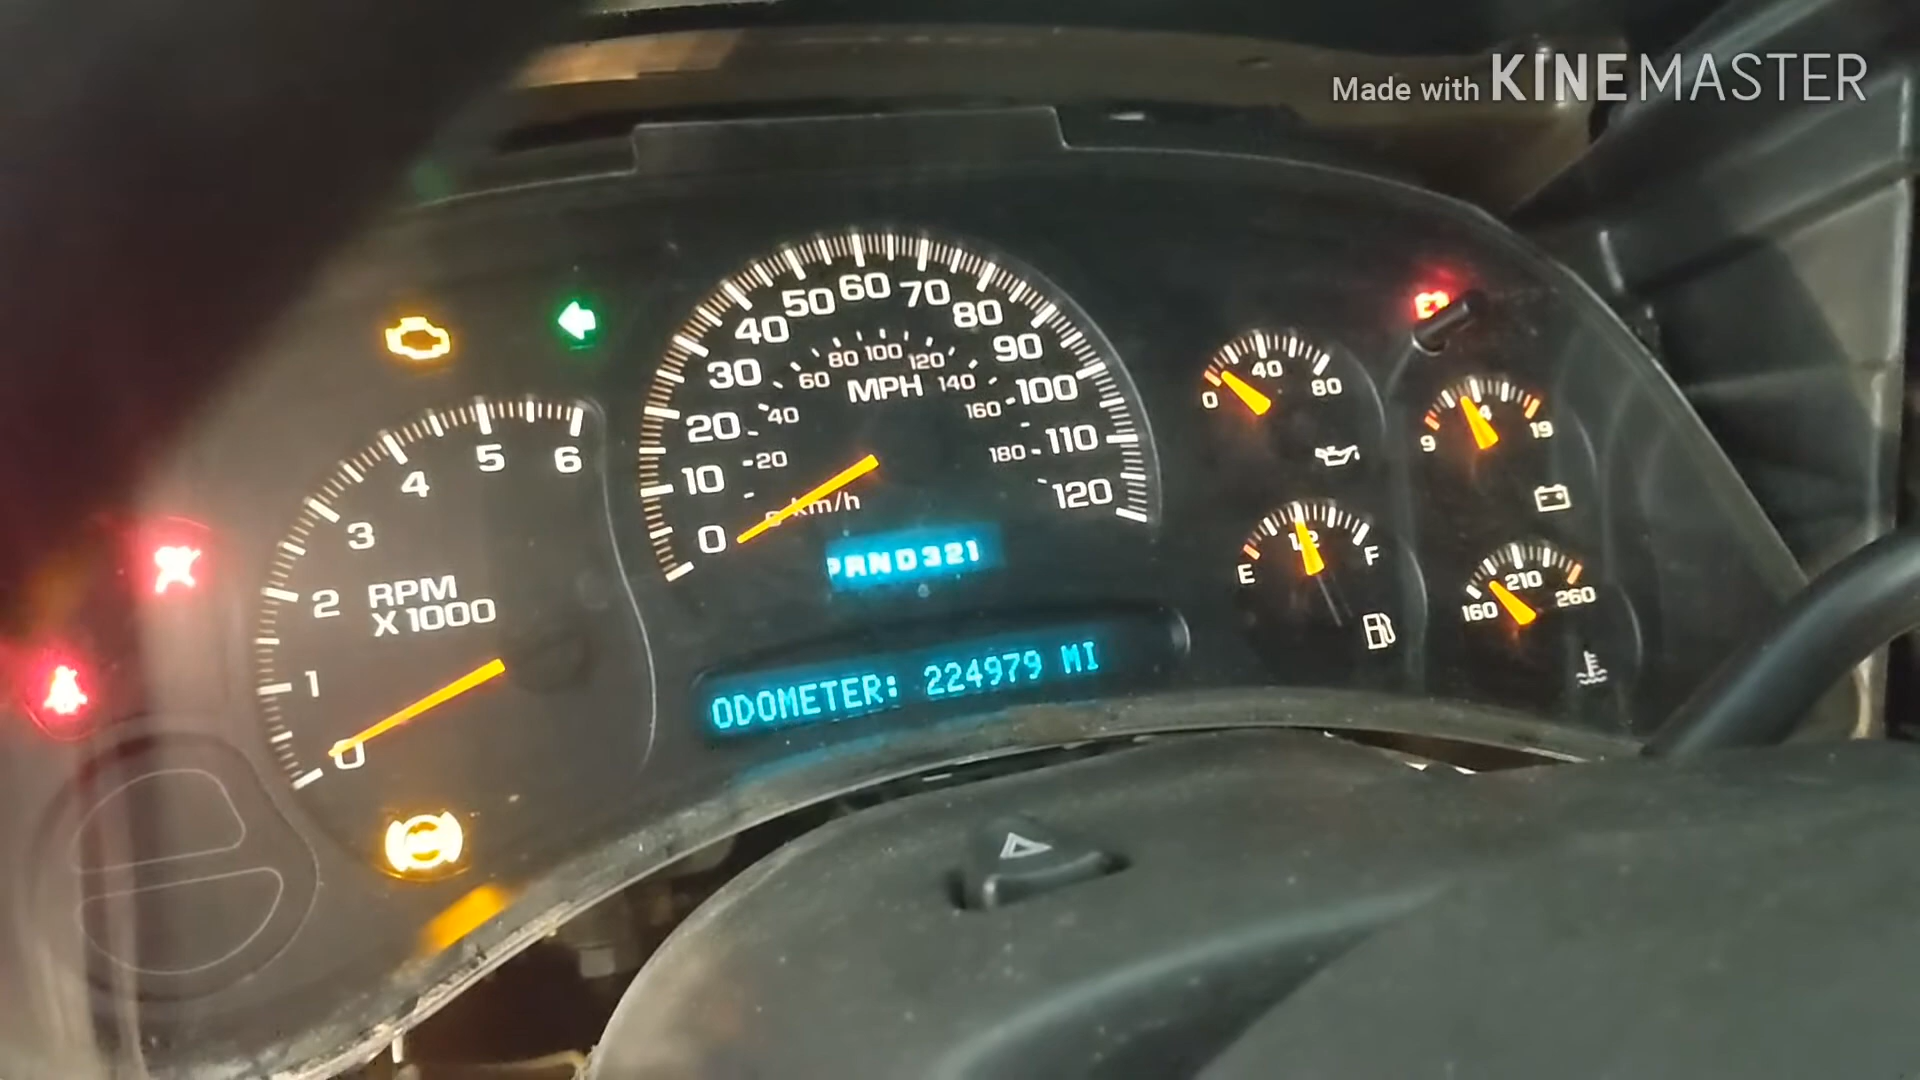 Made with KINEMASTER
0 10 20 30 40 50 60 70 80 90 100 110 120
20 40 60 80 100 120 140 160 180
MPH
km/h
0 1 2 3 4 5 6
RPM
X 1000
PRND321
ODOMETER: 224979 MI
0 40 80
9 19
E 1/2 F
160 210 260